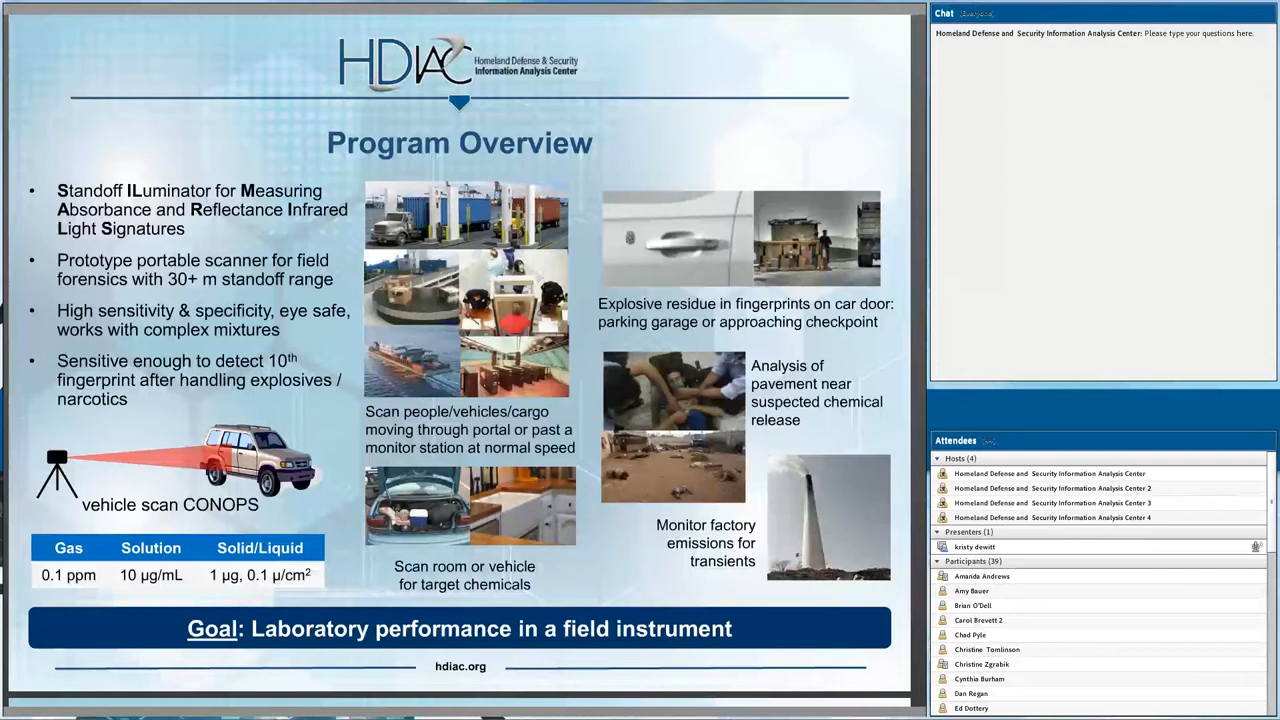 HDIAC Homeland Defense & Security
Information Analysis Center
Program Overview
• Standoff ILuminator for Measuring
Absorbance and Reflectance Infrared
Light Signatures
• Prototype portable scanner for field
forensics with 30+ m standoff range
• High sensitivity & specificity, eye safe,
works with complex mixtures
• Sensitive enough to detect 10th
fingerprint after handling explosives /
narcotics
vehicle scan CONOPS
Gas Solution Solid/Liquid
0.1 ppm 10 µg/mL 1 µg, 0.1 µ/cm²
Scan people/vehicles/cargo
moving through portal or past a
monitor station at normal speed
Scan room or vehicle
for target chemicals
Explosive residue in fingerprints on car door:
parking garage or approaching checkpoint
Analysis of
pavement near
suspected chemical
release
Monitor factory
emissions for
transients
Goal: Laboratory performance in a field instrument
hdiac.org
Chat (Everyone)
Homeland Defense and Security Information Analysis Center: Please type your questions here.
Attendees
Hosts (4)
Homeland Defense and Security Information Analysis Center
Homeland Defense and Security Information Analysis Center 2
Homeland Defense and Security Information Analysis Center 3
Homeland Defense and Security Information Analysis Center 4
Presenters (1)
kristy dewitt
Participants (39)
Amanda Andrews
Amy Bauer
Brian O'Dell
Carol Brevett 2
Chad Pyle
Christine Tomlinson
Christine Zgrabik
Cynthia Burham
Dan Regan
Ed Dottery